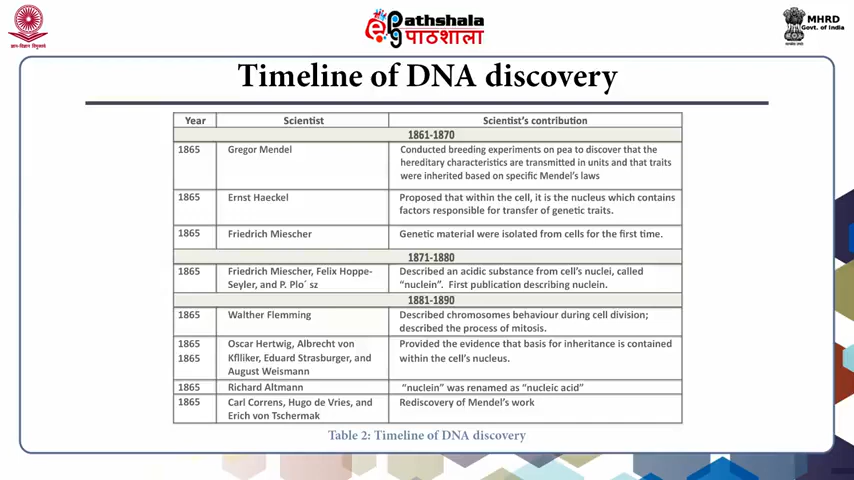 ज्ञान-विज्ञान विमुक्तये
Pathshala
पाठशाला
MHRD
Govt. of India
Timeline of DNA discovery
Year Scientist Scientist's contribution
1861-1870
1865 Gregor Mendel Conducted breeding experiments on pea to discover that the
hereditary characteristics are transmitted in units and that traits
were inherited based on specific Mendel's laws
1865 Ernst Haeckel Proposed that within the cell, it is the nucleus which contains
factors responsible for transfer of genetic traits.
1865 Friedrich Miescher Genetic material were isolated from cells for the first time.
1871-1880
1865 Friedrich Miescher, Felix Hoppe- Described an acidic substance from cell's nuclei, called
Seyler, and P. Plo´ sz "nuclein". First publication describing nuclein.
1881-1890
1865 Walther Flemming Described chromosomes behaviour during cell division;
described the process of mitosis.
1865 Oscar Hertwig, Albrecht von Provided the evidence that basis for inheritance is contained
1865 Kflliker, Eduard Strasburger, and within the cell's nucleus.
August Weismann
1865 Richard Altmann "nuclein" was renamed as "nucleic acid"
1865 Carl Correns, Hugo de Vries, and Rediscovery of Mendel's work
Erich von Tschermak
Table 2: Timeline of DNA discovery